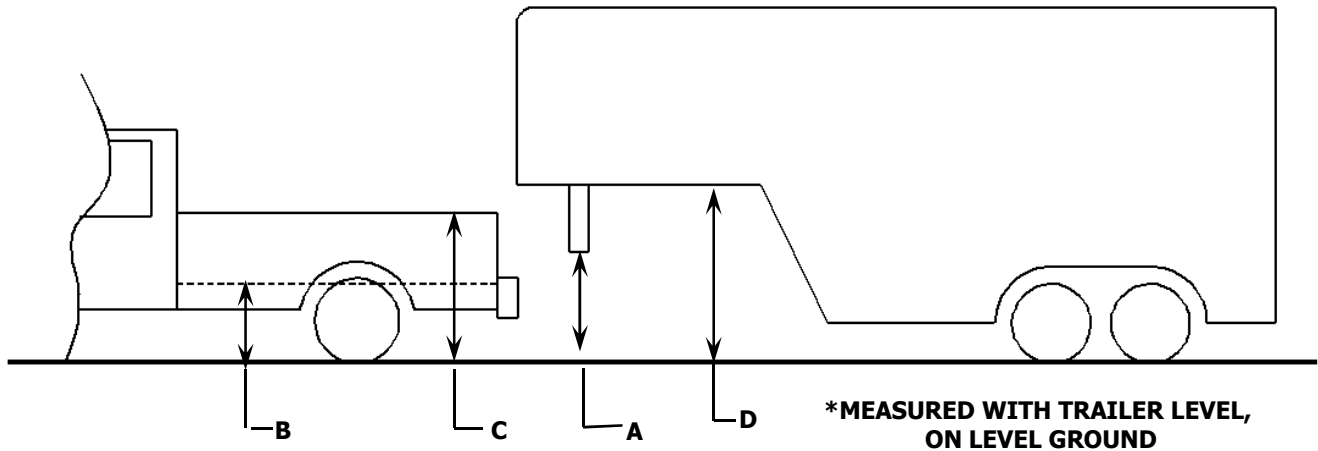 B
C
A
D
*MEASURED WITH TRAILER LEVEL,
ON LEVEL GROUND